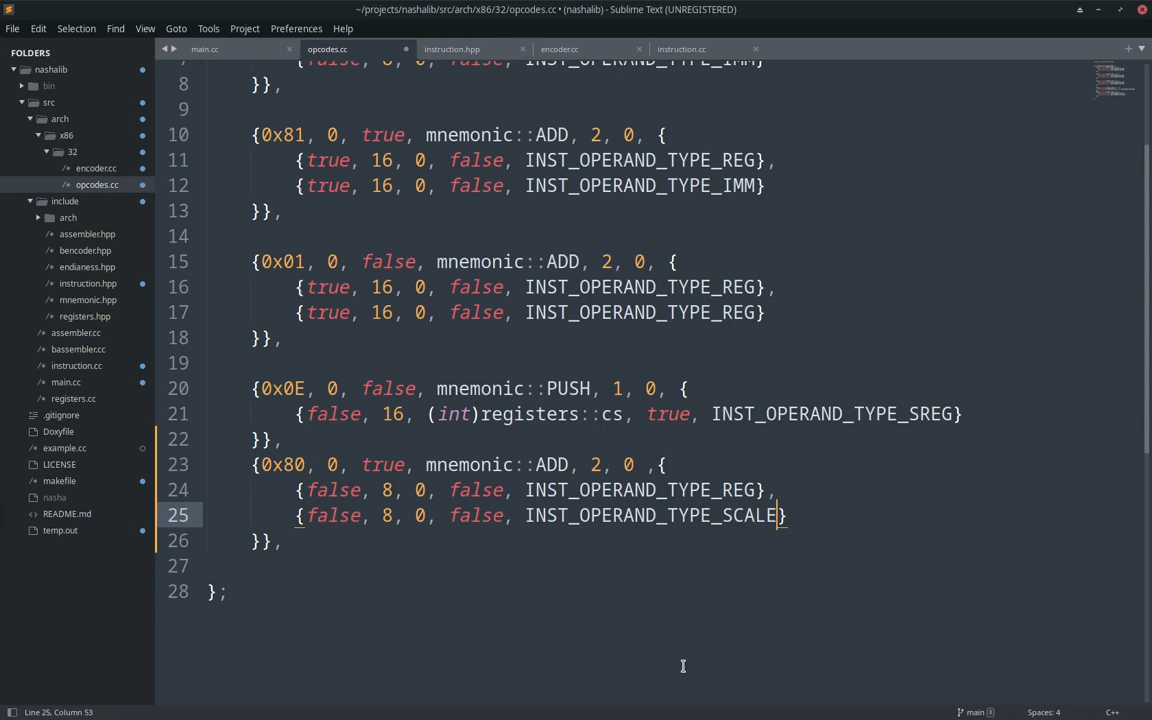 ~/projects/nashalib/src/arch/x86/32/opcodes.cc • (nashalib) - Sublime Text (UNREGISTERED)
File Edit Selection Find View Goto Tools Project Preferences Help
FOLDERS
nashalib
bin
src
arch
x86
32
/* encoder.cc
/* opcodes.cc
include
arch
/* assembler.hpp
/* bencoder.hpp
/* endianess.hpp
/* instruction.hpp
/* mnemonic.hpp
/* registers.hpp
/* assembler.cc
/* bassembler.cc
/* instruction.cc
/* main.cc
/* registers.cc
.gitignore
Doxyfile
/* example.cc
LICENSE
/* makefile
nasha
README.md
temp.out
main.cc opcodes.cc instruction.hpp encoder.cc instruction.cc
7 {false, 8, 0, false, INST_OPERAND_TYPE_IMM}
8 }},
9
10 {0x81, 0, true, mnemonic::ADD, 2, 0, {
11 {true, 16, 0, false, INST_OPERAND_TYPE_REG},
12 {true, 16, 0, false, INST_OPERAND_TYPE_IMM}
13 }},
14
15 {0x01, 0, false, mnemonic::ADD, 2, 0, {
16 {true, 16, 0, false, INST_OPERAND_TYPE_REG},
17 {true, 16, 0, false, INST_OPERAND_TYPE_REG}
18 }},
19
20 {0x0E, 0, false, mnemonic::PUSH, 1, 0, {
21 {false, 16, (int)registers::cs, true, INST_OPERAND_TYPE_SREG}
22 }},
23 {0x80, 0, true, mnemonic::ADD, 2, 0 ,{
24 {false, 8, 0, false, INST_OPERAND_TYPE_REG},
25 {false, 8, 0, false, INST_OPERAND_TYPE_SCALE}
26 }},
27
28 };
Line 25, Column 53
main 8
Spaces: 4
C++